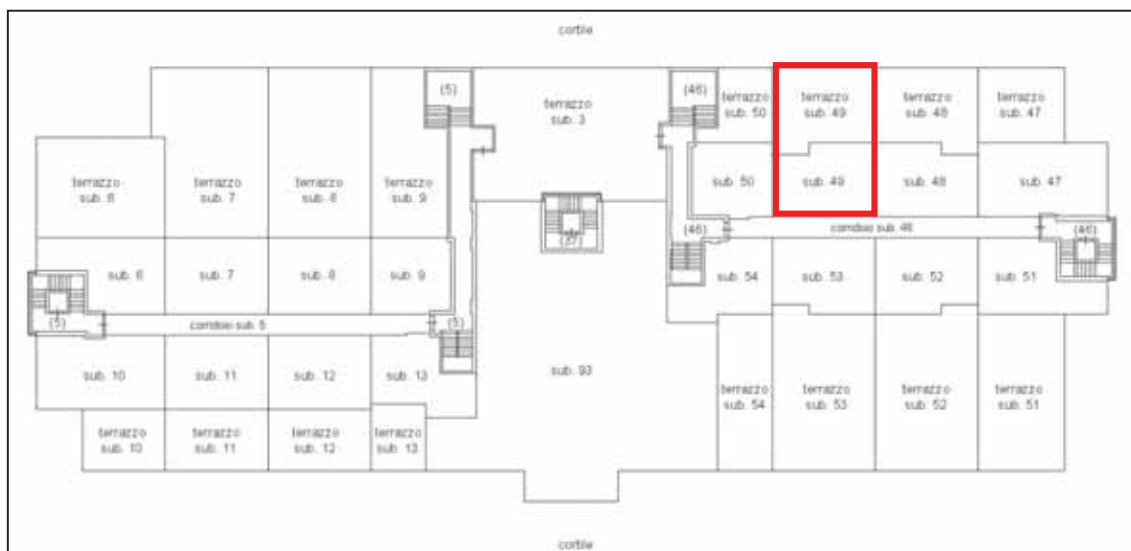 cortile
(5)
(46)
terrazzo
sub. 3
terrazzo
sub. 50
terrazzo
sub. 49
terrazzo
sub. 48
terrazzo
sub. 47
terrazzo
sub. 6
terrazzo
sub. 7
terrazzo
sub. 8
terrazzo
sub. 9
sub. 50
sub. 49
sub. 48
sub. 47
(37)
(46)
corridoio sub. 46
(46)
sub. 6
sub. 7
sub. 8
sub. 9
sub. 54
sub. 53
sub. 52
sub. 51
(5)
corridoio sub. 5
(5)
sub. 10
sub. 11
sub. 12
sub. 13
sub. 93
terrazzo
sub. 54
terrazzo
sub. 53
terrazzo
sub. 52
terrazzo
sub. 51
terrazzo
sub. 10
terrazzo
sub. 11
terrazzo
sub. 12
terrazzo
sub. 13
cortile